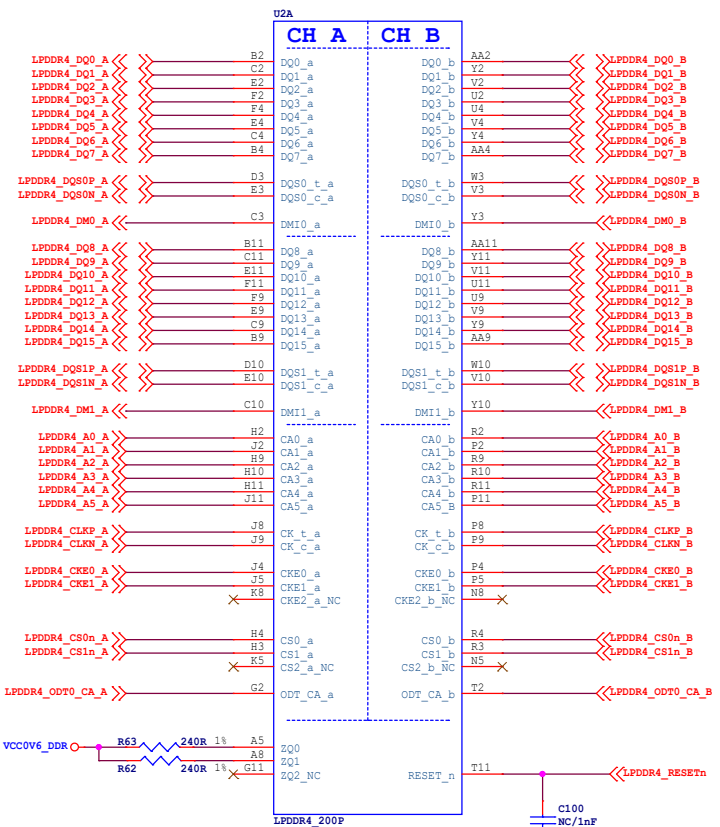 U2A
CH A CH B
LPDDR4_DQ0_A B2 DQ0_a DQ0_b AA2 LPDDR4_DQ0_B
LPDDR4_DQ1_A C2 DQ1_a DQ1_b Y2 LPDDR4_DQ1_B
LPDDR4_DQ2_A E2 DQ2_a DQ2_b V2 LPDDR4_DQ2_B
LPDDR4_DQ3_A F2 DQ3_a DQ3_b U2 LPDDR4_DQ3_B
LPDDR4_DQ4_A F4 DQ4_a DQ4_b U4 LPDDR4_DQ4_B
LPDDR4_DQ5_A E4 DQ5_a DQ5_b V4 LPDDR4_DQ5_B
LPDDR4_DQ6_A C4 DQ6_a DQ6_b Y4 LPDDR4_DQ6_B
LPDDR4_DQ7_A B4 DQ7_a DQ7_b AA4 LPDDR4_DQ7_B
LPDDR4_DQS0P_A D3 DQS0_t_a DQS0_t_b W3 LPDDR4_DQS0P_B
LPDDR4_DQS0N_A E3 DQS0_c_a DQS0_c_b V3 LPDDR4_DQS0N_B
LPDDR4_DM0_A C3 DMI0_a DMI0_b Y3 LPDDR4_DM0_B
LPDDR4_DQ8_A B11 DQ8_a DQ8_b AA11 LPDDR4_DQ8_B
LPDDR4_DQ9_A C11 DQ9_a DQ9_b Y11 LPDDR4_DQ9_B
LPDDR4_DQ10_A E11 DQ10_a DQ10_b V11 LPDDR4_DQ10_B
LPDDR4_DQ11_A F11 DQ11_a DQ11_b U11 LPDDR4_DQ11_B
LPDDR4_DQ12_A F9 DQ12_a DQ12_b U9 LPDDR4_DQ12_B
LPDDR4_DQ13_A E9 DQ13_a DQ13_b V9 LPDDR4_DQ13_B
LPDDR4_DQ14_A C9 DQ14_a DQ14_b Y9 LPDDR4_DQ14_B
LPDDR4_DQ15_A B9 DQ15_a DQ15_b AA9 LPDDR4_DQ15_B
LPDDR4_DQS1P_A D10 DQS1_t_a DQS1_t_b W10 LPDDR4_DQS1P_B
LPDDR4_DQS1N_A E10 DQS1_c_a DQS1_c_b V10 LPDDR4_DQS1N_B
LPDDR4_DM1_A C10 DMI1_a DMI1_b Y10 LPDDR4_DM1_B
LPDDR4_A0_A H2 CA0_a CA0_b R2 LPDDR4_A0_B
LPDDR4_A1_A J2 CA1_a CA1_b P2 LPDDR4_A1_B
LPDDR4_A2_A H9 CA2_a CA2_b R9 LPDDR4_A2_B
LPDDR4_A3_A H10 CA3_a CA3_b R10 LPDDR4_A3_B
LPDDR4_A4_A H11 CA4_a CA4_b R11 LPDDR4_A4_B
LPDDR4_A5_A J11 CA5_a CA5_B P11 LPDDR4_A5_B
LPDDR4_CLKP_A J8 CK_t_a CK_t_b P8 LPDDR4_CLKP_B
LPDDR4_CLKN_A J9 CK_c_a CK_c_b P9 LPDDR4_CLKN_B
LPDDR4_CKE0_A J4 CKE0_a CKE0_b P4 LPDDR4_CKE0_B
LPDDR4_CKE1_A J5 CKE1_a CKE1_b P5 LPDDR4_CKE1_B
K8 CKE2_a_NC CKE2_b_NC N8
LPDDR4_CS0n_A H4 CS0_a CS0_b R4 LPDDR4_CS0n_B
LPDDR4_CS1n_A H3 CS1_a CS1_b R3 LPDDR4_CS1n_B
K5 CS2_a_NC CS2_b_NC N5
LPDDR4_ODT0_CA_A G2 ODT_CA_a ODT_CA_b T2 LPDDR4_ODT0_CA_B
VCC0V6_DDR R63 240R 1% A5 ZQ0
A8 ZQ1
R62 240R 1% G11 ZQ2_NC RESET_n T11 LPDDR4_RESETn
C100
NC/1nF
LPDDR4_200P